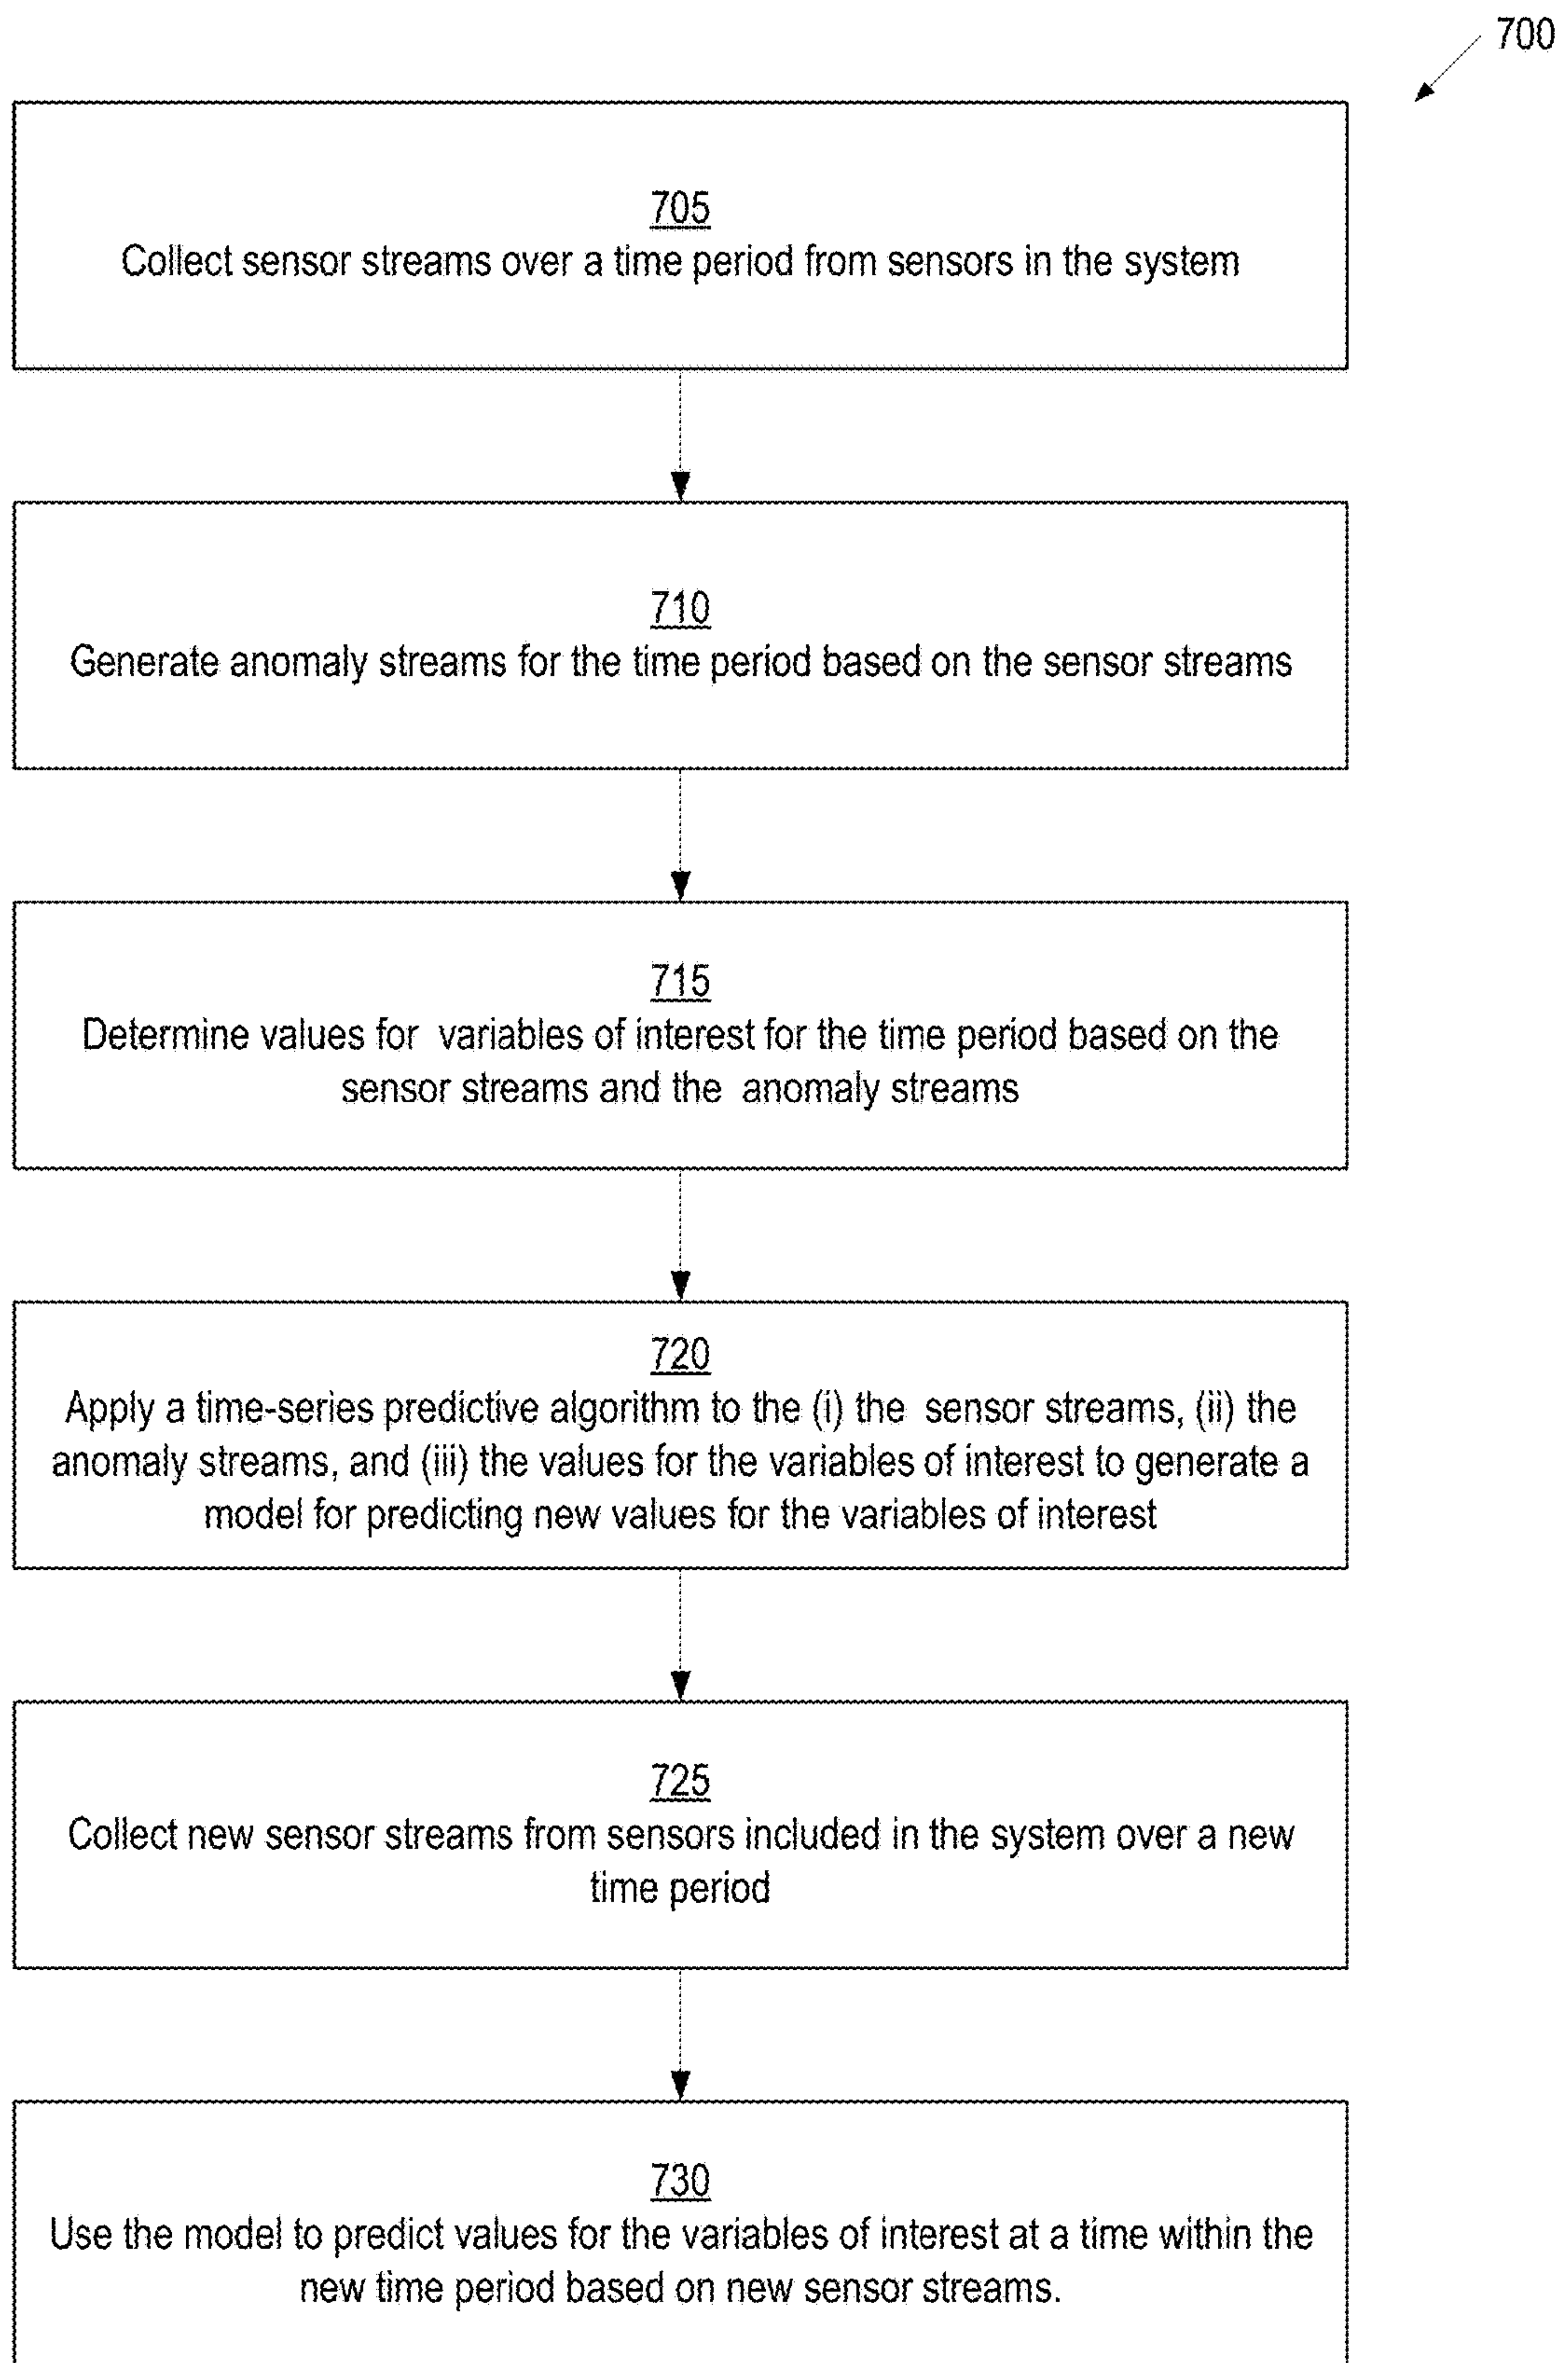 700
705
Collect sensor streams over a time period from sensors in the system
710
Generate anomaly streams for the time period based on the sensor streams
715
Determine values for variables of interest for the time period based on the
sensor streams and the anomaly streams
720
Apply a time-series predictive algorithm to the (i) the sensor streams, (ii) the
anomaly streams, and (iii) the values for the variables of interest to generate a
model for predicting new values for the variables of interest
725
Collect new sensor streams from sensors included in the system over a new
time period
730
Use the model to predict values for the variables of interest at a time within the
new time period based on new sensor streams.